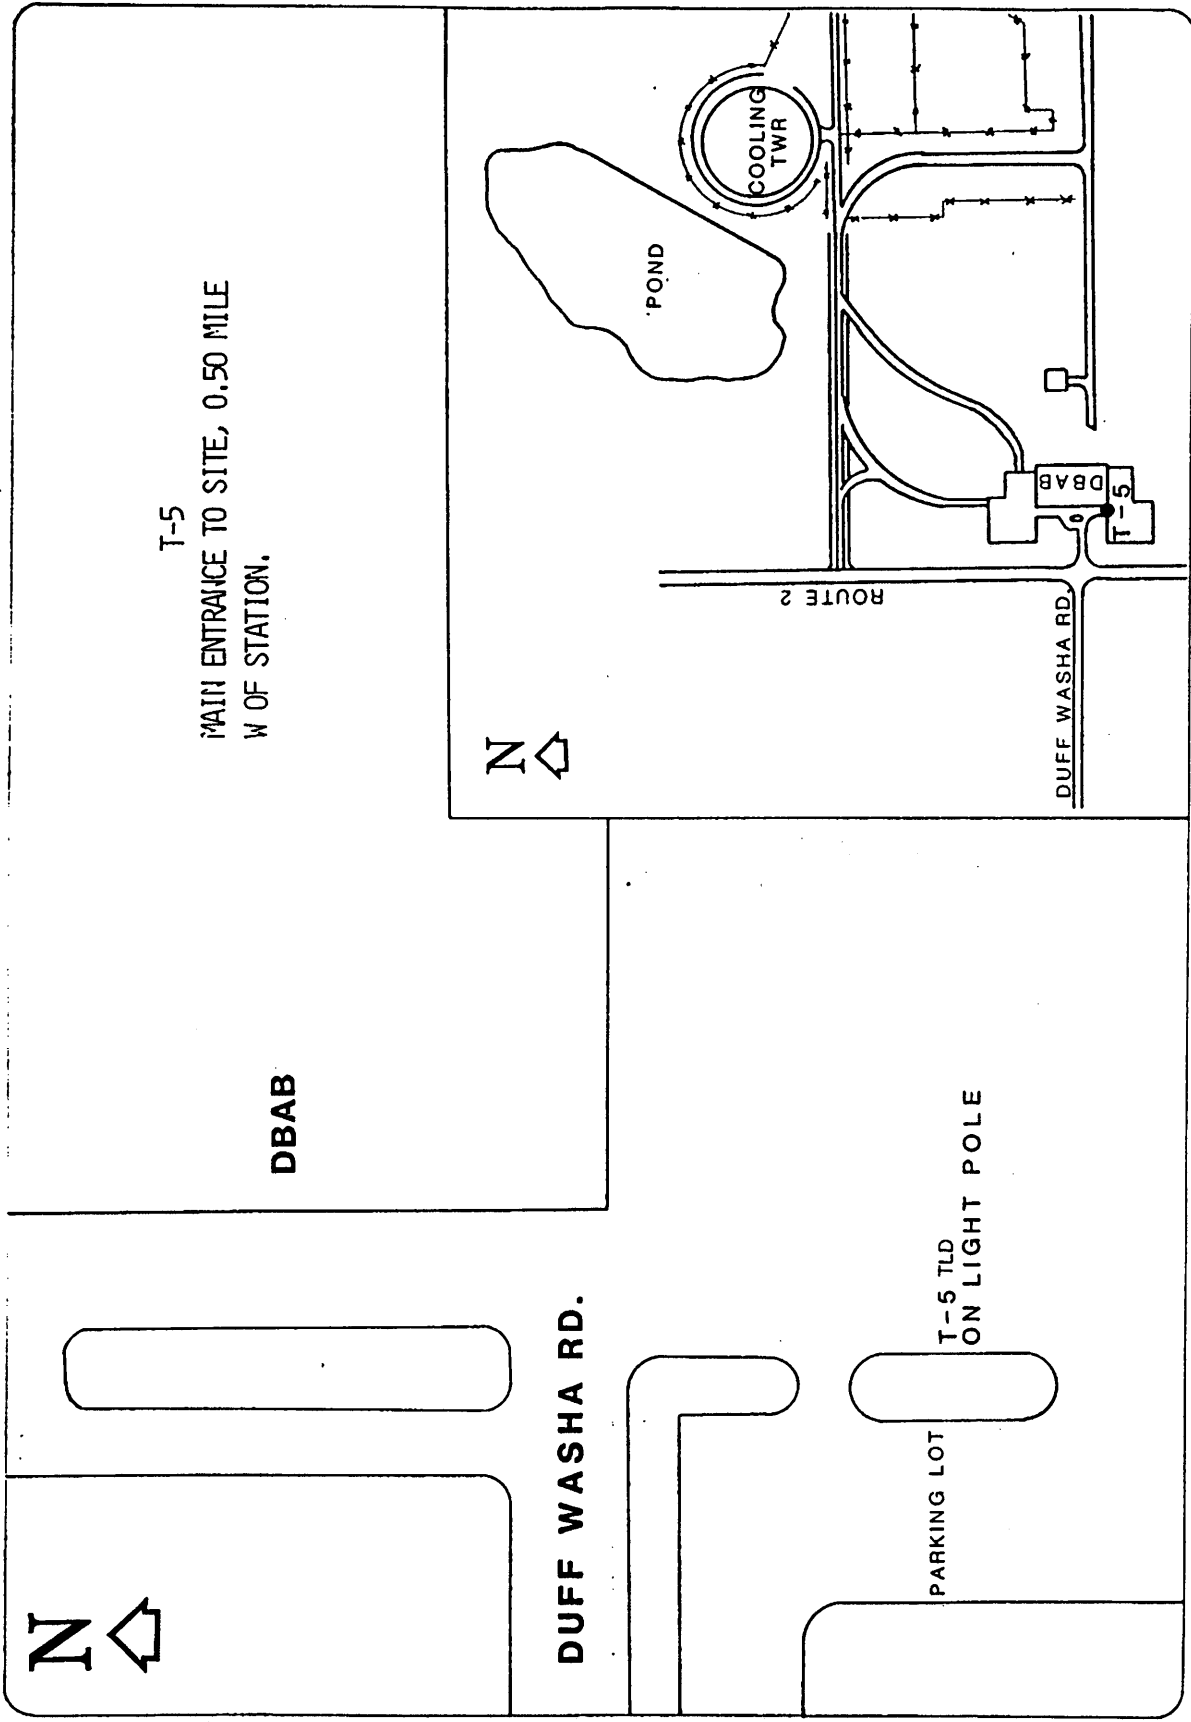 T-5
MAIN ENTRANCE TO SITE, 0.50 MILE
W OF STATION.
N
DBAB
DUFF WASHA RD.
T-5 TLD
ON LIGHT POLE
PARKING LOT
N
POND
COOLING
TWR
ROUTE 2
DUFF WASHA RD.
DBAB
T-5